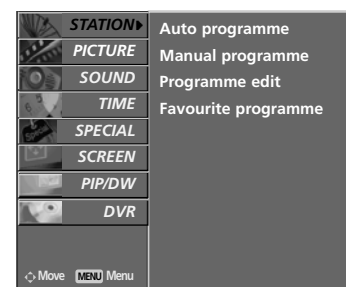 STATION
PICTURE
SOUND
TIME
SPECIAL
SCREEN
PIP/DW
DVR
Move MENU Menu
Auto programme
Manual programme
Programme edit
Favourite programme